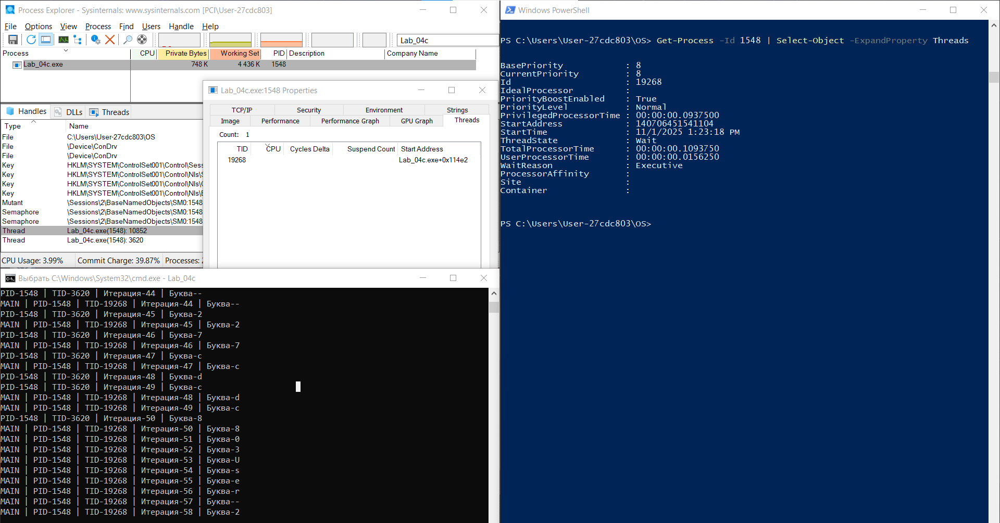 Process Explorer - Sysinternals: www.sysinternals.com [PCI\User-27cdc803]
File Options View Process Find Users Handle Help
Lab_04c
Process CPU Private Bytes Working Set PID Description Company Name
Lab_04c.exe 748 K 4 436 K 1548
Handles DLLs Threads
Type Name
File C:\Users\User-27cdc803\OS
File \Device\ConDrv
File \Device\ConDrv
Key HKLM\SYSTEM\ControlSet001\Control\Sess
Key HKLM\SYSTEM\ControlSet001\Control\Nls\S
Key HKLM\SYSTEM\ControlSet001\Control\Nls\C
Key HKLM\SYSTEM\ControlSet001\Control\Nls\E
Mutant \Sessions\2\BaseNamedObjects\SM0:1548
Semaphore \Sessions\2\BaseNamedObjects\SM0:1548
Semaphore \Sessions\2\BaseNamedObjects\SM0:1548
Thread Lab_04c.exe(1548): 10852
Thread Lab_04c.exe(1548): 3620
CPU Usage: 3.99% Commit Charge: 39.87% Processes:
Lab_04c.exe:1548 Properties
TCP/IP Security Environment Strings
Image Performance Performance Graph GPU Graph Threads
Count: 1
TID CPU Cycles Delta Suspend Count Start Address
19268 Lab_04c.exe+0x114e2
Выбрать C:\Windows\System32\cmd.exe - Lab_04c
PID-1548 | TID-3620 | Итерация-44 | Буква--
MAIN | PID-1548 | TID-19268 | Итерация-44 | Буква--
PID-1548 | TID-3620 | Итерация-45 | Буква-2
MAIN | PID-1548 | TID-19268 | Итерация-45 | Буква-2
PID-1548 | TID-3620 | Итерация-46 | Буква-7
MAIN | PID-1548 | TID-19268 | Итерация-46 | Буква-7
PID-1548 | TID-3620 | Итерация-47 | Буква-c
MAIN | PID-1548 | TID-19268 | Итерация-47 | Буква-c
PID-1548 | TID-3620 | Итерация-48 | Буква-d
PID-1548 | TID-3620 | Итерация-49 | Буква-c
MAIN | PID-1548 | TID-19268 | Итерация-48 | Буква-d
MAIN | PID-1548 | TID-19268 | Итерация-49 | Буква-c
PID-1548 | TID-3620 | Итерация-50 | Буква-8
MAIN | PID-1548 | TID-19268 | Итерация-50 | Буква-8
MAIN | PID-1548 | TID-19268 | Итерация-51 | Буква-0
MAIN | PID-1548 | TID-19268 | Итерация-52 | Буква-3
MAIN | PID-1548 | TID-19268 | Итерация-53 | Буква-U
MAIN | PID-1548 | TID-19268 | Итерация-54 | Буква-s
MAIN | PID-1548 | TID-19268 | Итерация-55 | Буква-e
MAIN | PID-1548 | TID-19268 | Итерация-56 | Буква-r
MAIN | PID-1548 | TID-19268 | Итерация-57 | Буква--
MAIN | PID-1548 | TID-19268 | Итерация-58 | Буква-2
Windows PowerShell
PS C:\Users\User-27cdc803\OS> Get-Process -Id 1548 | Select-Object -ExpandProperty Threads
BasePriority : 8
CurrentPriority : 8
Id : 19268
IdealProcessor :
PriorityBoostEnabled : True
PriorityLevel : Normal
PrivilegedProcessorTime : 00:00:00.0937500
StartAddress : 140706451541104
StartTime : 11/1/2025 1:23:18 PM
ThreadState : Wait
TotalProcessorTime : 00:00:00.1093750
UserProcessorTime : 00:00:00.0156250
WaitReason : Executive
ProcessorAffinity :
Site :
Container :
PS C:\Users\User-27cdc803\OS>